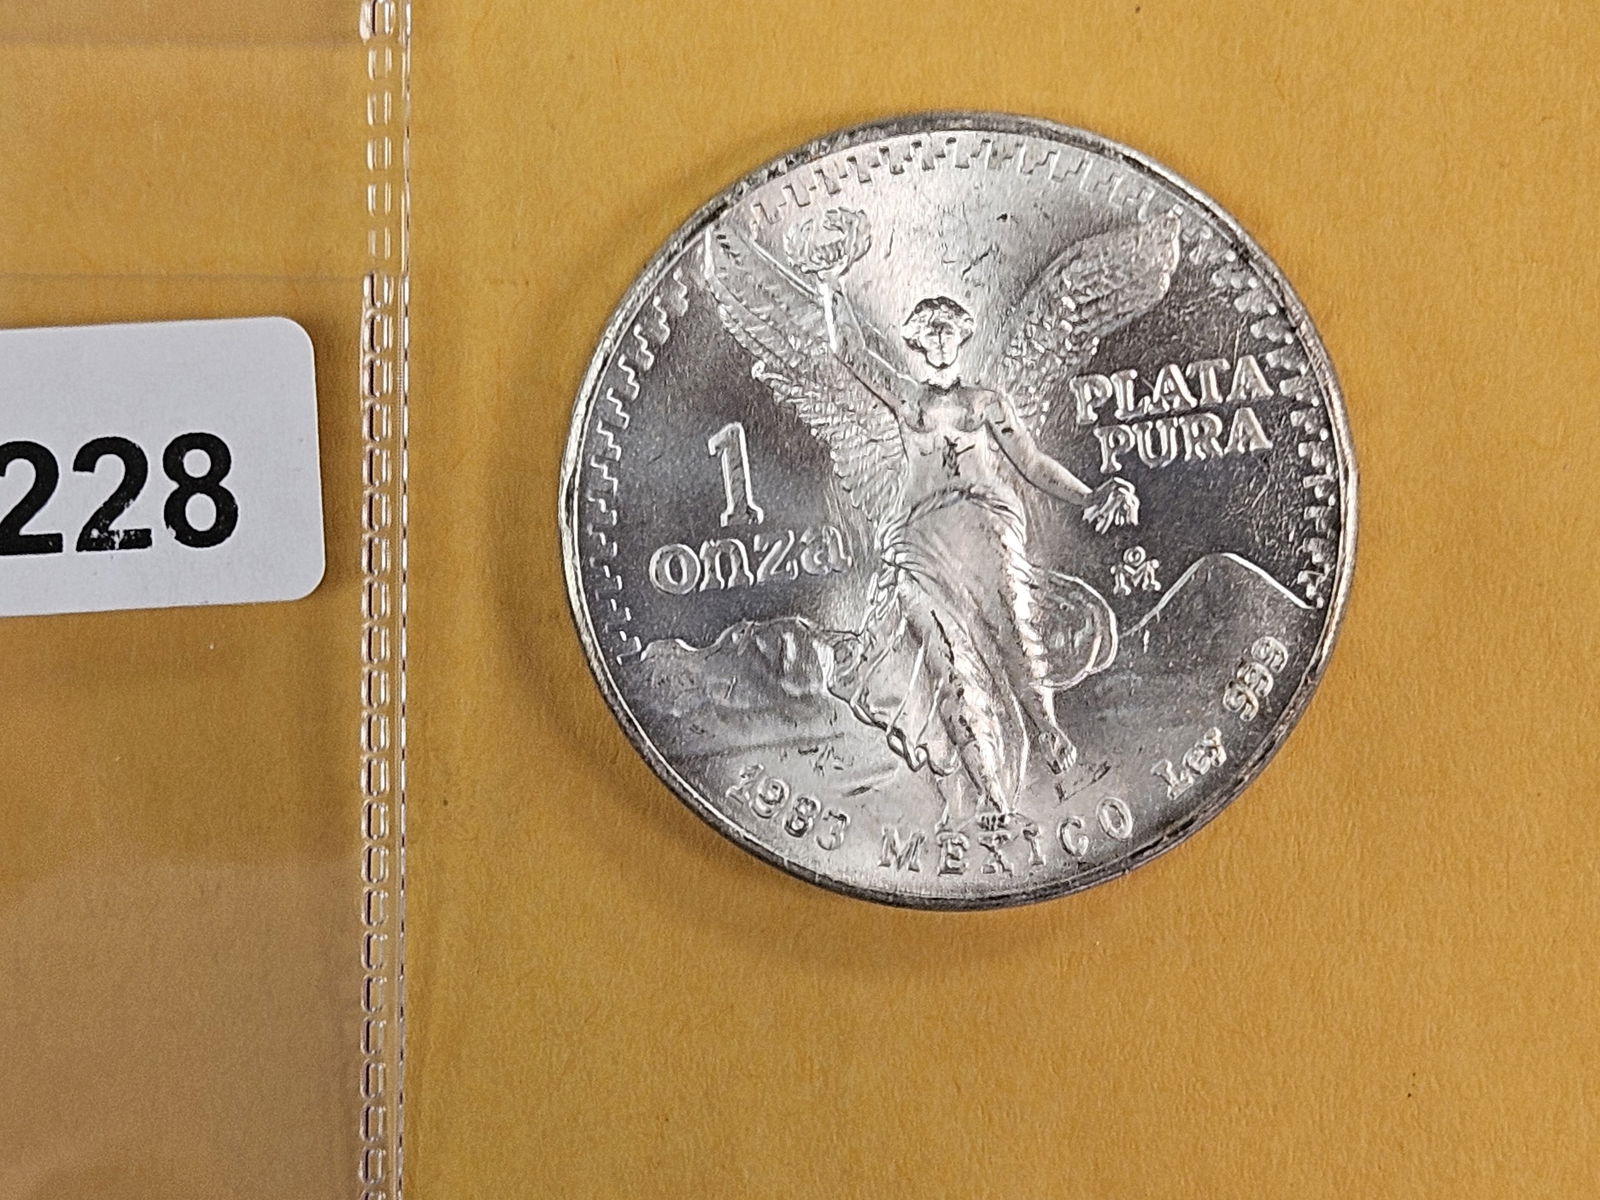 228
1
onza
PLATA
PURA
M
1983 MEXICO Ley 999